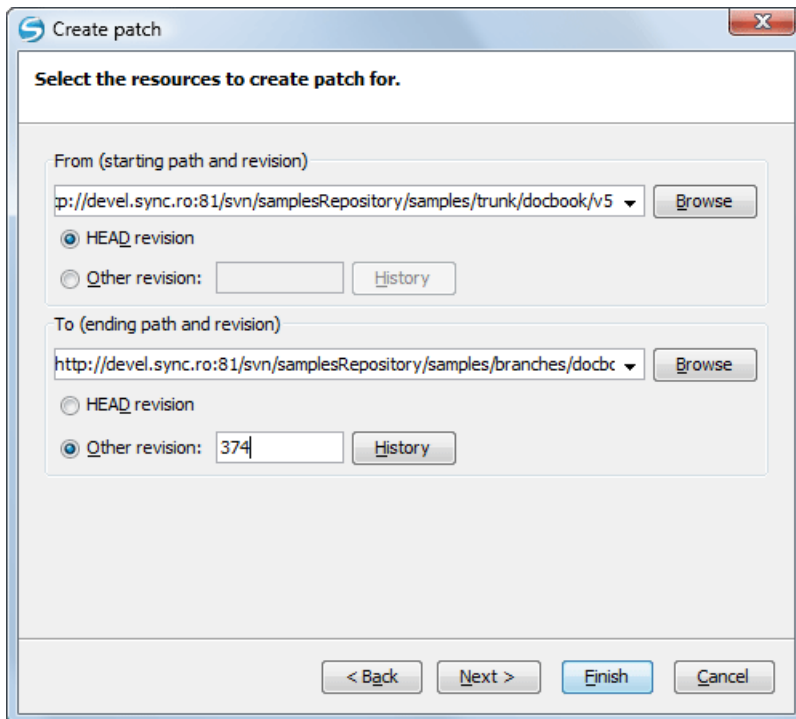 Create patch
Select the resources to create patch for.
From (starting path and revision)
p://devel.sync.ro:81/svn/samplesRepository/samples/trunk/docbook/v5
Browse
HEAD revision
Other revision:
History
To (ending path and revision)
http://devel.sync.ro:81/svn/samplesRepository/samples/branches/docbo
Browse
HEAD revision
Other revision: 374
History
< Back
Next >
Finish
Cancel